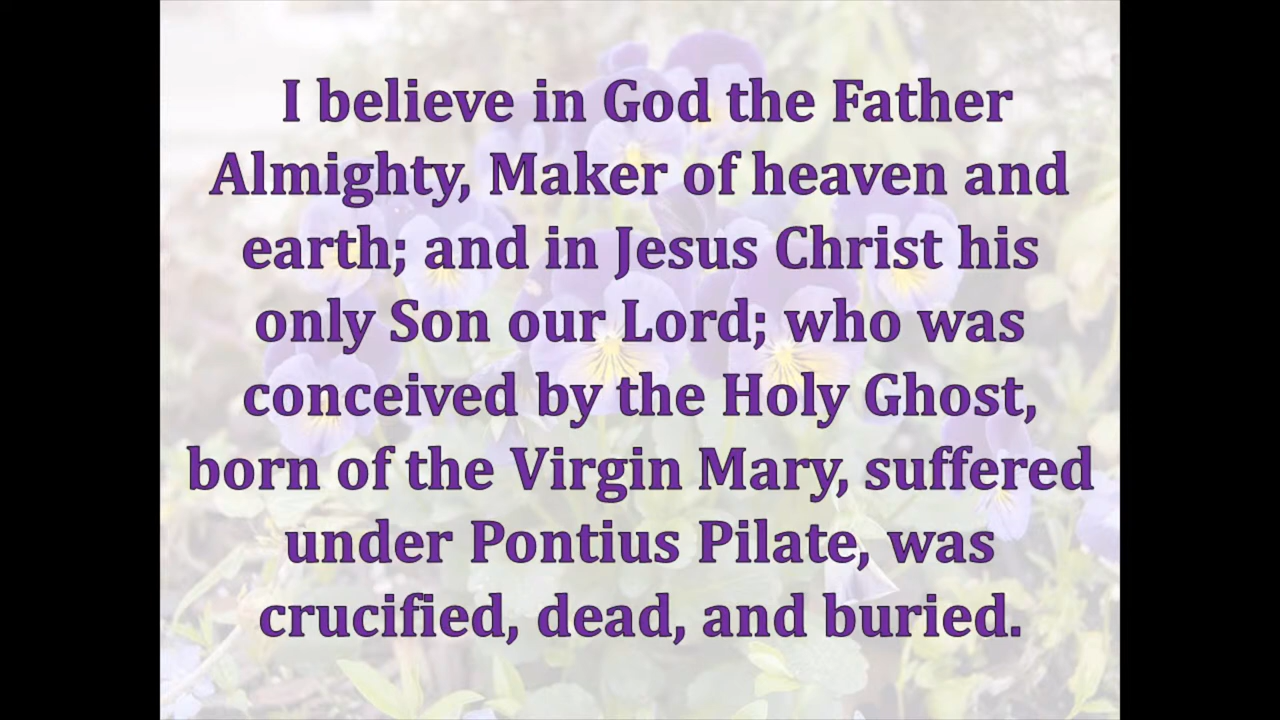 I believe in God the Father
Almighty, Maker of heaven and
earth; and in Jesus Christ his
only Son our Lord; who was
conceived by the Holy Ghost,
born of the Virgin Mary, suffered
under Pontius Pilate, was
crucified, dead, and buried.